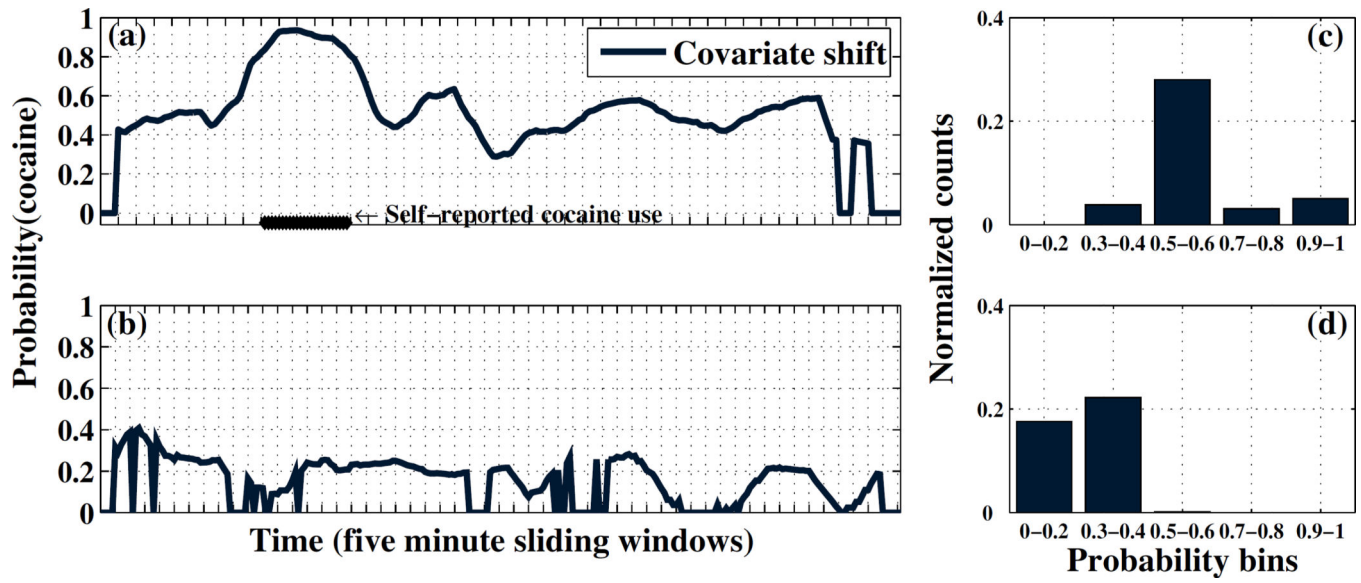 (a)
Covariate shift
1
0.8
0.6
0.4
0.2
0
← Self-reported cocaine use
(b)
1
0.8
0.6
0.4
0.2
0
Probability(cocaine)
Time (five minute sliding windows)
(c)
0.4
0.2
0
0-0.2 0.3-0.4 0.5-0.6 0.7-0.8 0.9-1
(d)
0.4
0.2
0
0-0.2 0.3-0.4 0.5-0.6 0.7-0.8 0.9-1
Normalized counts
Probability bins